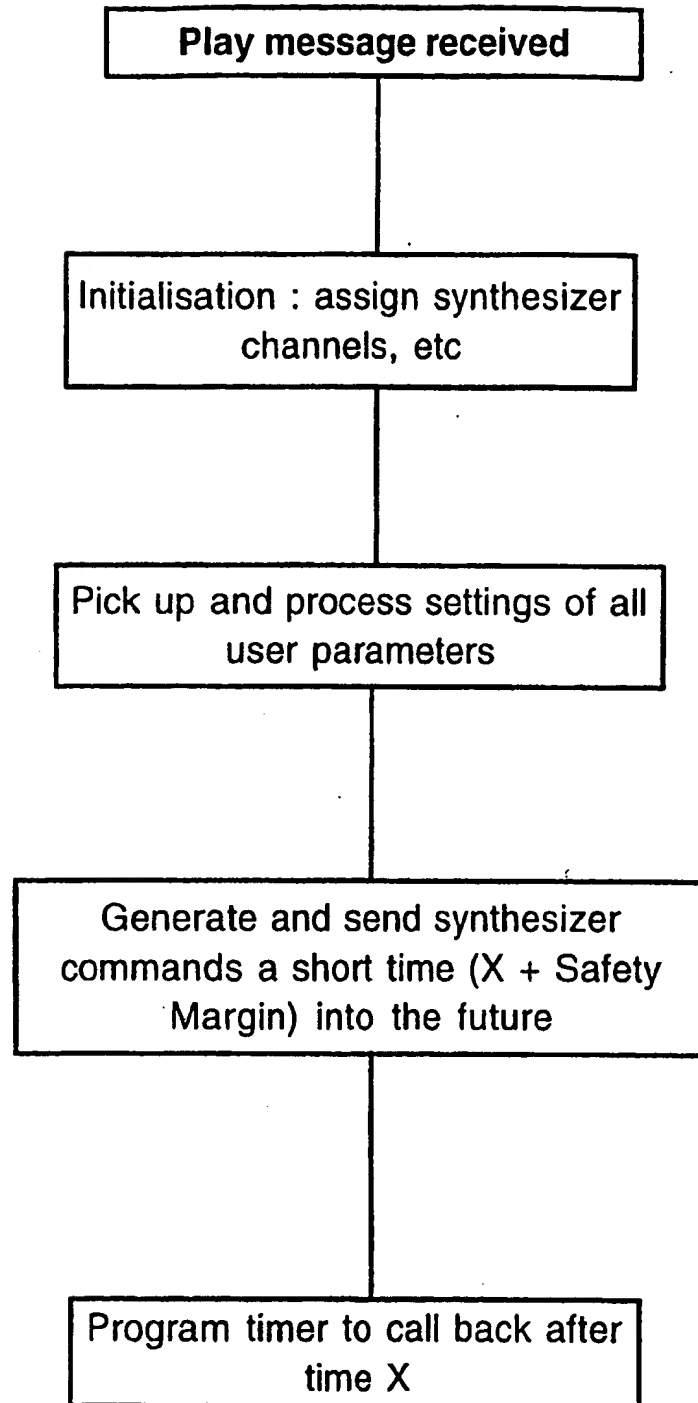 Play message received
Initialisation : assign synthesizer
channels, etc
Pick up and process settings of all
user parameters
Generate and send synthesizer
commands a short time (X + Safety
Margin) into the future
Program timer to call back after
time X